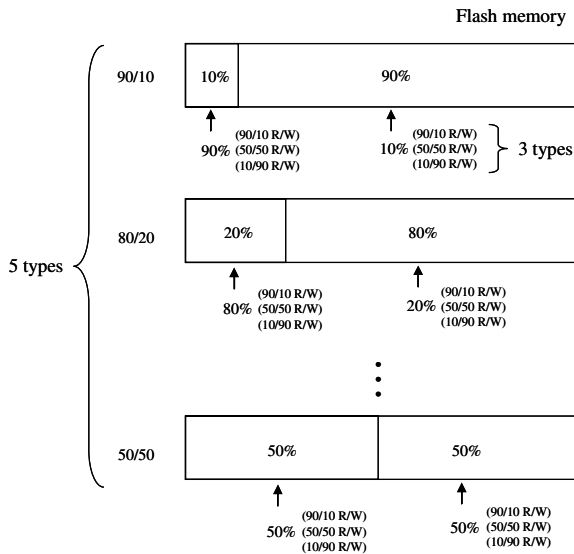 Flash memory
90/10
10%
90%
90%
(90/10 R/W)
(50/50 R/W)
(10/90 R/W)
10%
(90/10 R/W)
(50/50 R/W)
(10/90 R/W)
3 types
5 types
80/20
20%
80%
80%
(90/10 R/W)
(50/50 R/W)
(10/90 R/W)
20%
(90/10 R/W)
(50/50 R/W)
(10/90 R/W)
50/50
50%
50%
50%
(90/10 R/W)
(50/50 R/W)
(10/90 R/W)
50%
(90/10 R/W)
(50/50 R/W)
(10/90 R/W)